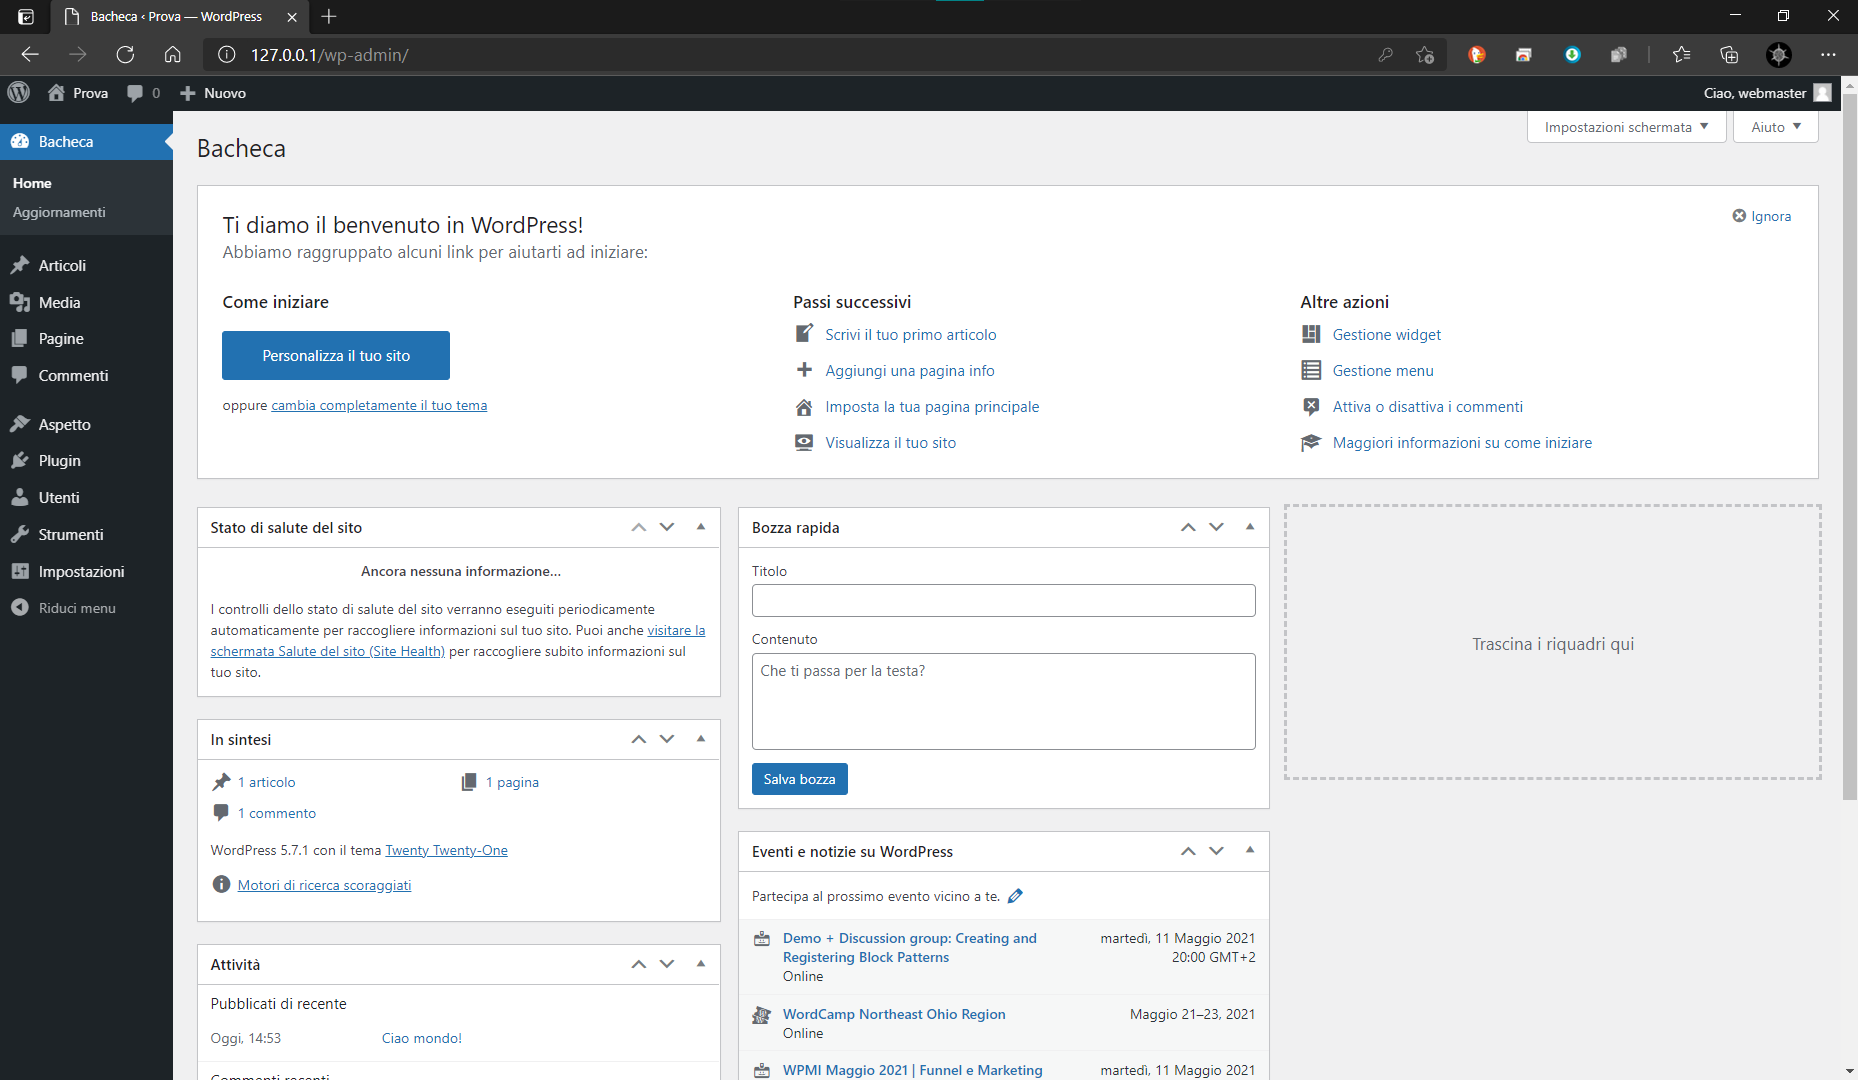 Bacheca ‹ Prova — WordPress
127.0.0.1/wp-admin/
Prova
0
Nuovo
Ciao, webmaster
Bacheca
Home
Aggiornamenti
Articoli
Media
Pagine
Commenti
Aspetto
Plugin
Utenti
Strumenti
Impostazioni
Riduci menu
Impostazioni schermata
Aiuto
Bacheca
Ti diamo il benvenuto in WordPress!
Abbiamo raggruppato alcuni link per aiutarti ad iniziare:
Ignora
Come iniziare
Personalizza il tuo sito
oppure cambia completamente il tuo tema
Passi successivi
Scrivi il tuo primo articolo
Aggiungi una pagina info
Imposta la tua pagina principale
Visualizza il tuo sito
Altre azioni
Gestione widget
Gestione menu
Attiva o disattiva i commenti
Maggiori informazioni su come iniziare
Stato di salute del sito
Ancora nessuna informazione...
I controlli dello stato di salute del sito verranno eseguiti periodicamente
automaticamente per raccogliere informazioni sul tuo sito. Puoi anche visitare la
schermata Salute del sito (Site Health) per raccogliere subito informazioni sul
tuo sito.
In sintesi
1 articolo
1 pagina
1 commento
WordPress 5.7.1 con il tema Twenty Twenty-One
Motori di ricerca scoraggiati
Attività
Pubblicati di recente
Oggi, 14:53
Ciao mondo!
Commenti recenti
Bozza rapida
Titolo
Contenuto
Che ti passa per la testa?
Salva bozza
Eventi e notizie su WordPress
Partecipa al prossimo evento vicino a te.
Demo + Discussion group: Creating and
Registering Block Patterns
Online
martedì, 11 Maggio 2021
20:00 GMT+2
WordCamp Northeast Ohio Region
Online
Maggio 21–23, 2021
WPMI Maggio 2021 | Funnel e Marketing
martedì, 11 Maggio 2021
Trascina i riquadri qui